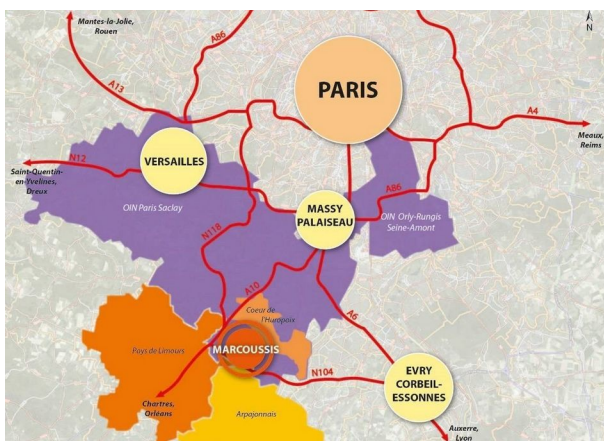 Mantes-la-Jolie,
Rouen
A86
N
A13
PARIS
A4
Meaux,
Reims
N12
VERSAILLES
Saint-Quentin-
en-Yvelines,
Dreux
A86
OIN Paris Saclay
MASSY
PALAISEAU
OIN Orly-Rungis
Seine-Amont
N118
A10
Coeur de
l'Hurepoix
A6
Pays de Limours
MARCOUSSIS
N104
EVRY
CORBEIL-
ESSONNES
Chartres,
Orléans
Arpajonnais
Auxerre,
Lyon